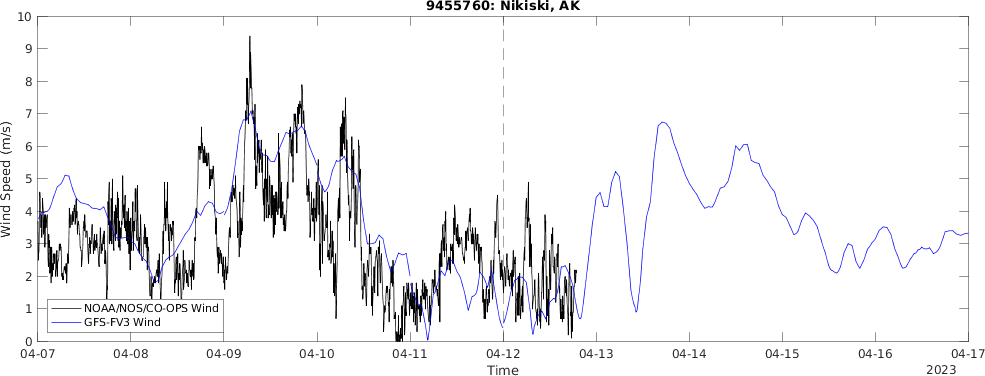 9455760: Nikiski, AK
10
9
8
7
6
5
4
3
2
1
0
Wind Speed (m/s)
NOAA/NOS/CO-OPS Wind
GFS-FV3 Wind
04-07 04-08 04-09 04-10 04-11 04-12 04-13 04-14 04-15 04-16 04-17
Time
2023